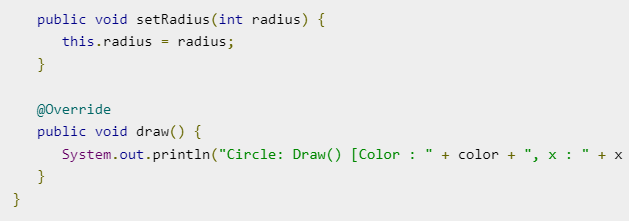 public void setRadius(int radius) {
this.radius = radius;
}
@Override
public void draw() {
System.out.println("Circle: Draw() [Color : " + color + ", x : " + x
}
}